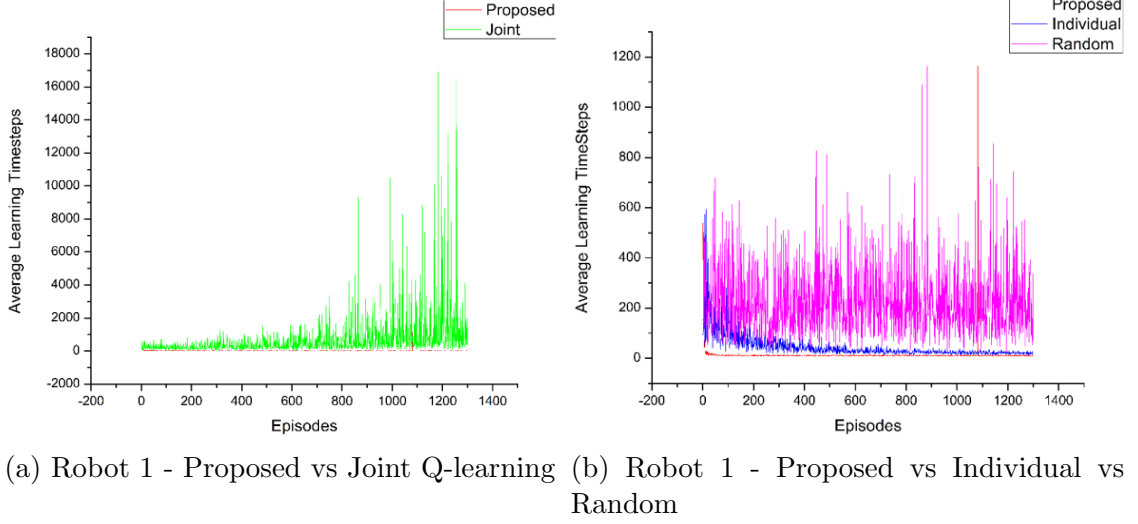 Proposed
Joint
18000
16000
14000
12000
10000
8000
6000
4000
2000
0
-2000
-200 0 200 400 600 800 1000 1200 1400
Average Learning Timesteps
Episodes
Proposed
Individual
Random
1200
1000
800
600
400
200
0
-200 0 200 400 600 800 1000 1200 1400
Average Learning TimeSteps
Episodes
(a) Robot 1 - Proposed vs Joint Q-learning
(b) Robot 1 - Proposed vs Individual vs
Random